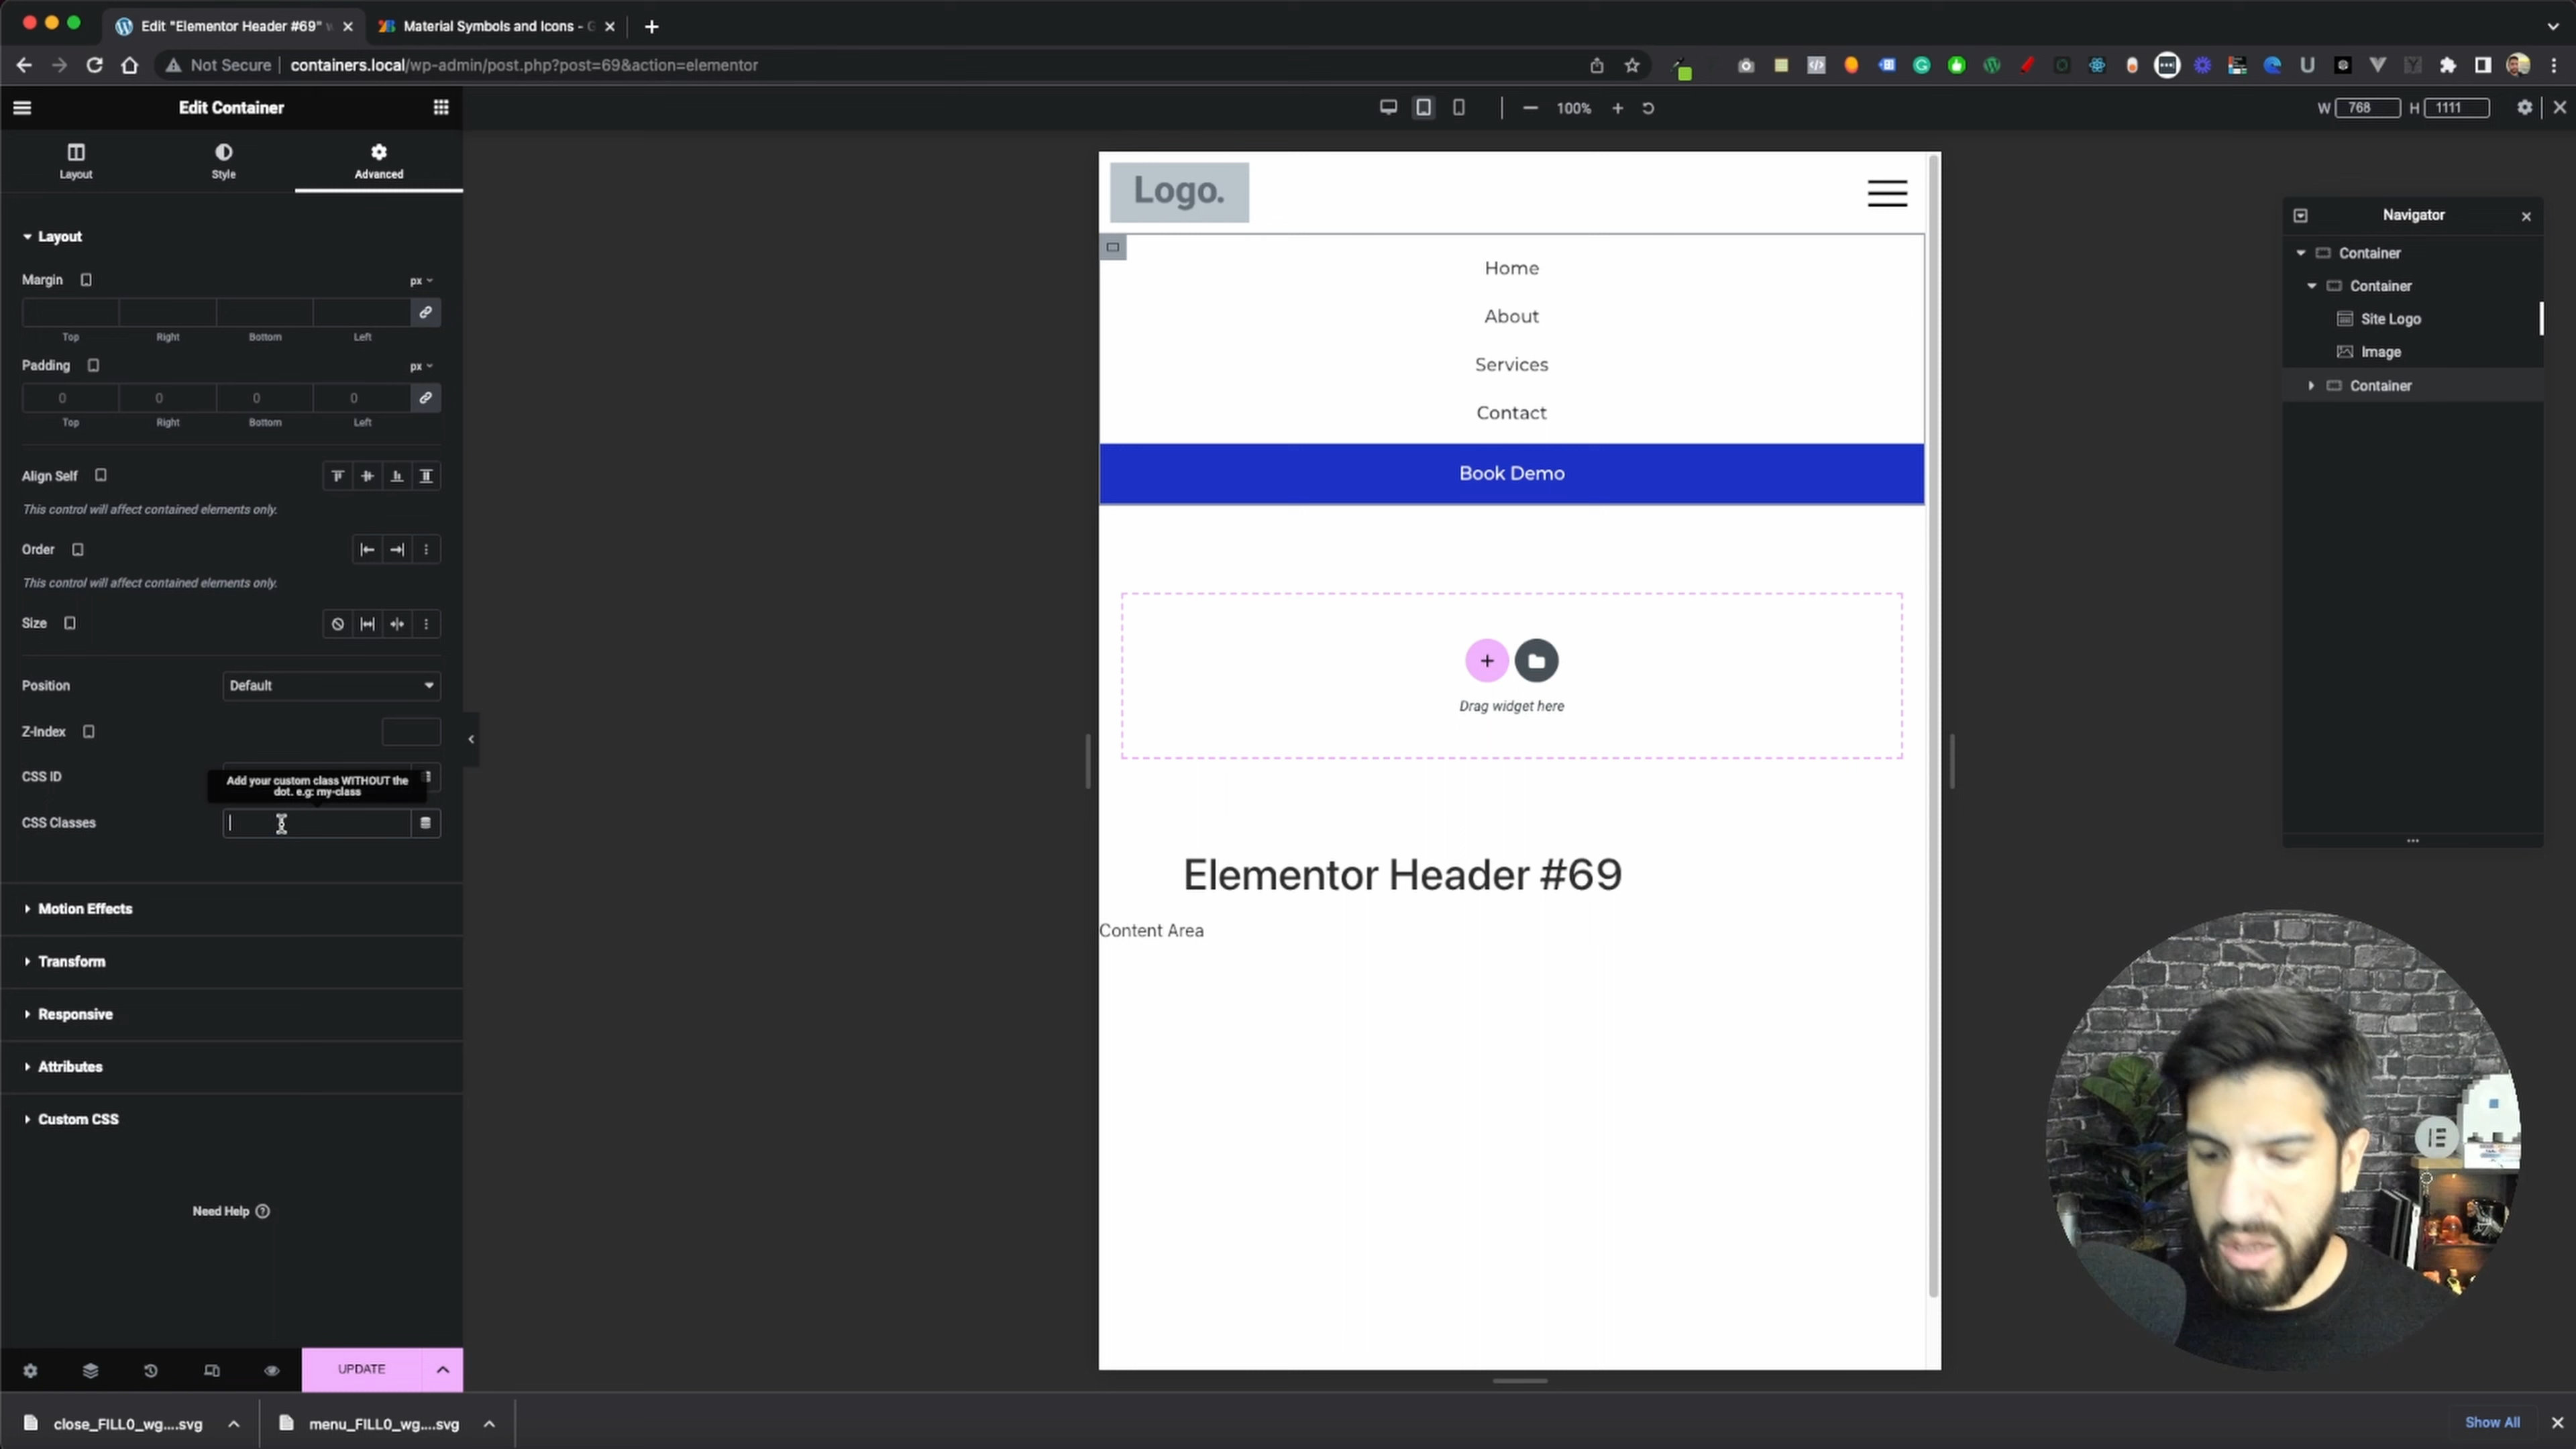 Edit "Elementor Header #69" w
Material Symbols and Icons - G
Not Secure
containers.local/wp-admin/post.php?post=69&action=elementor
Edit Container
100%
W 768 H 1111
Layout
Style
Advanced
Layout
Margin
px
Top
Right
Bottom
Left
Padding
px
0
0
0
0
Top
Right
Bottom
Left
Align Self
This control will affect contained elements only.
Order
This control will affect contained elements only.
Size
Position
Default
Z-Index
CSS ID
Add your custom class WITHOUT the
dot. e.g: my-class
CSS Classes
Motion Effects
Transform
Responsive
Attributes
Custom CSS
Need Help
UPDATE
Logo.
Home
About
Services
Contact
Book Demo
Drag widget here
Elementor Header #69
Content Area
Navigator
Container
Container
Site Logo
Image
Container
close_FILL0_wg....svg
menu_FILL0_wg....svg
Show All